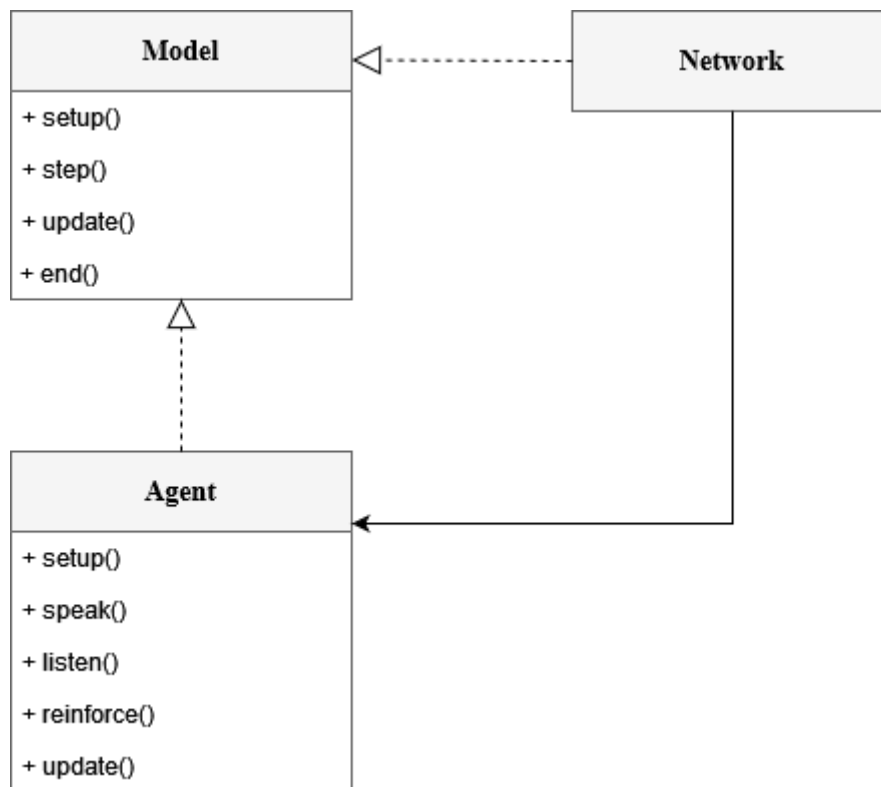 Model
+ setup()
+ step()
+ update()
+ end()
Network
Agent
+ setup()
+ speak()
+ listen()
+ reinforce()
+ update()